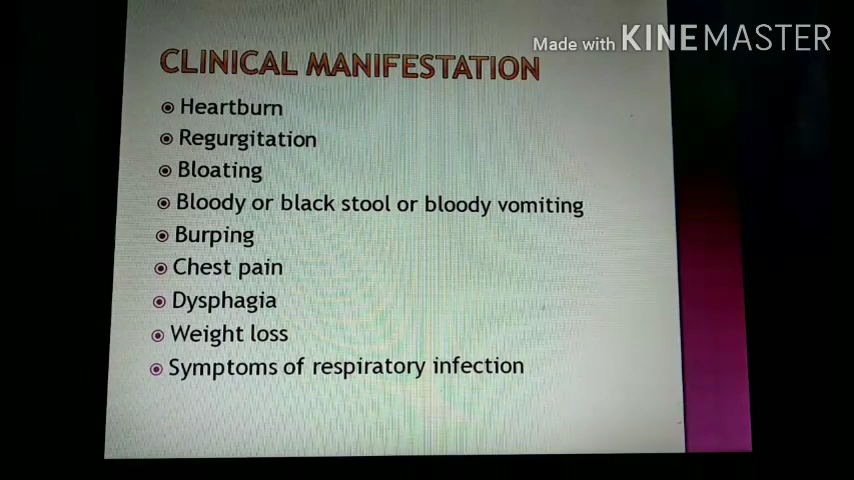 Made with KINEMASTER
CLINICAL MANIFESTATION
Heartburn
Regurgitation
Bloating
Bloody or black stool or bloody vomiting
Burping
Chest pain
Dysphagia
Weight loss
Symptoms of respiratory infection